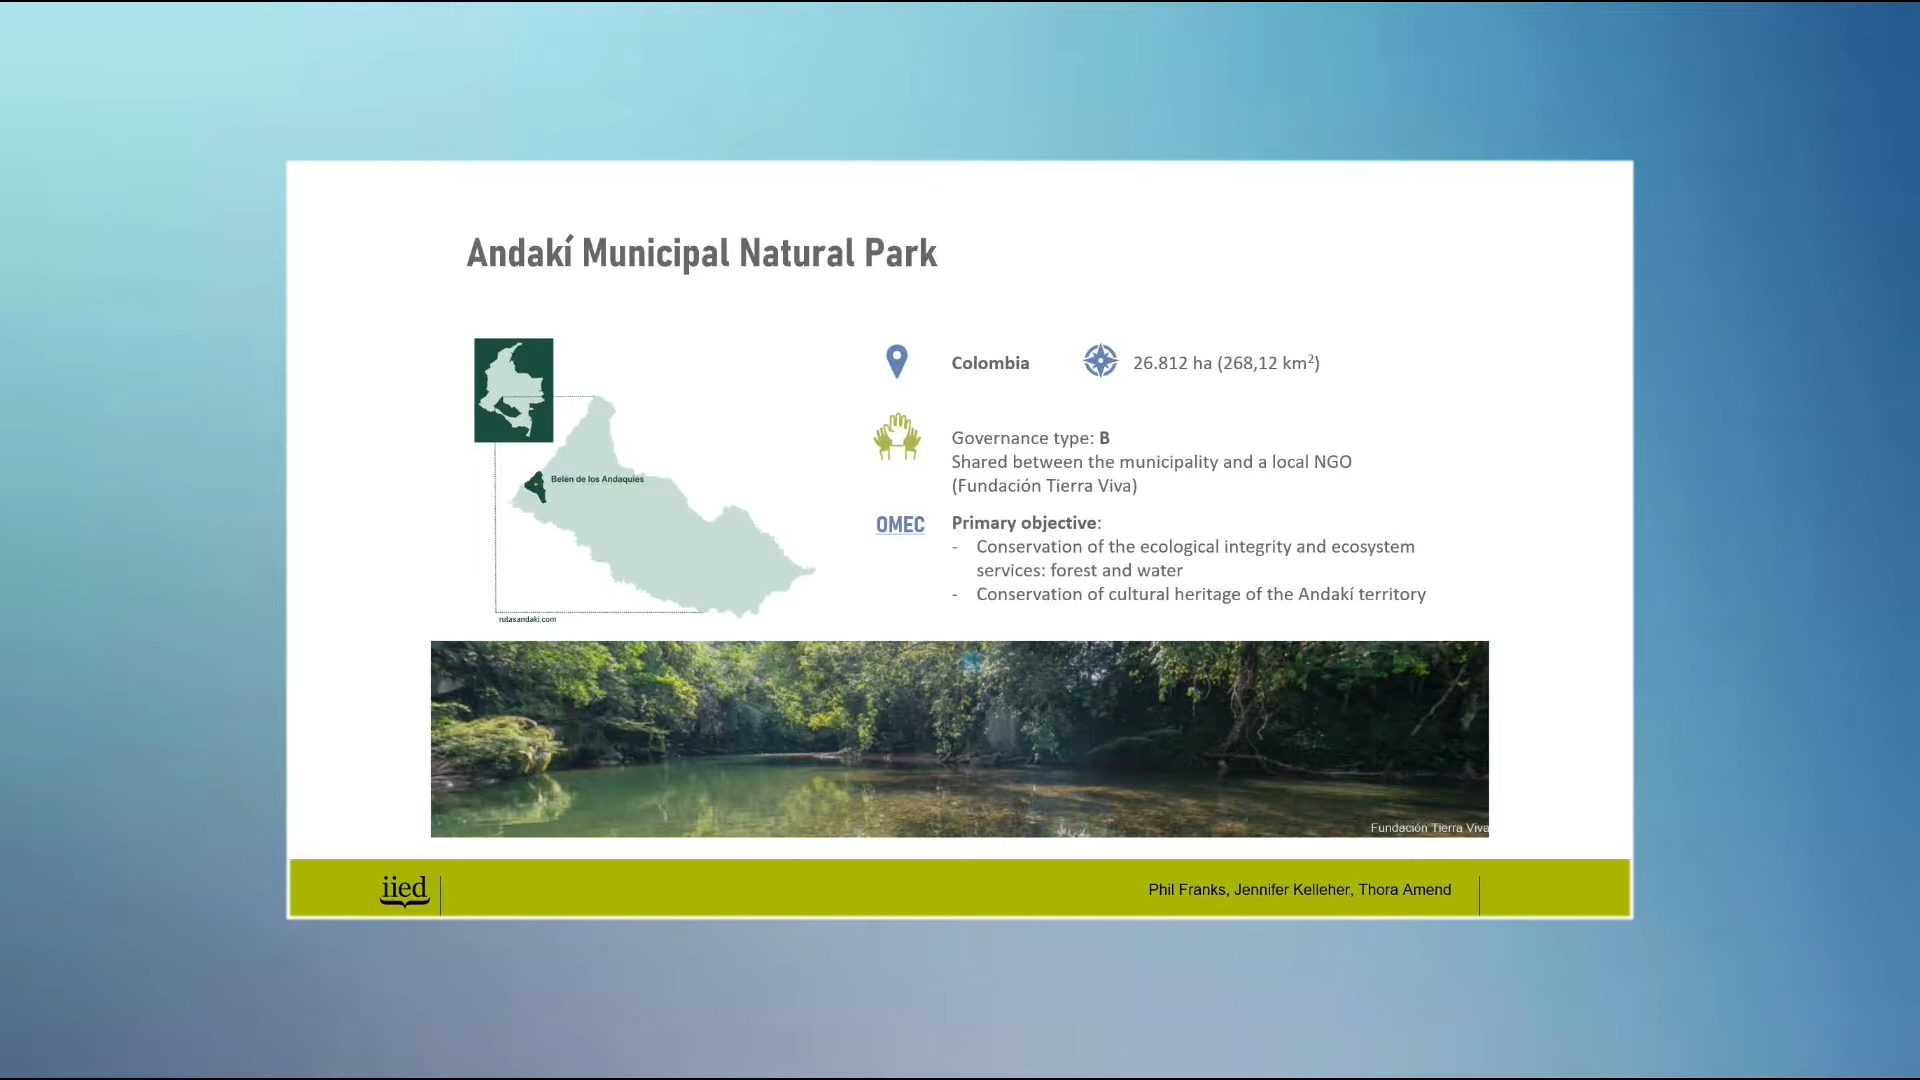 Andakí Municipal Natural Park
Colombia
26.812 ha (268,12 km²)
Governance type: B
Shared between the municipality and a local NGO
(Fundación Tierra Viva)
Belén de los Andaquíes
OMEC
Primary objective:
- Conservation of the ecological integrity and ecosystem
services: forest and water
- Conservation of cultural heritage of the Andakí territory
rutasandaki.com
Fundación Tierra Viva
iied
Phil Franks, Jennifer Kelleher, Thora Amend